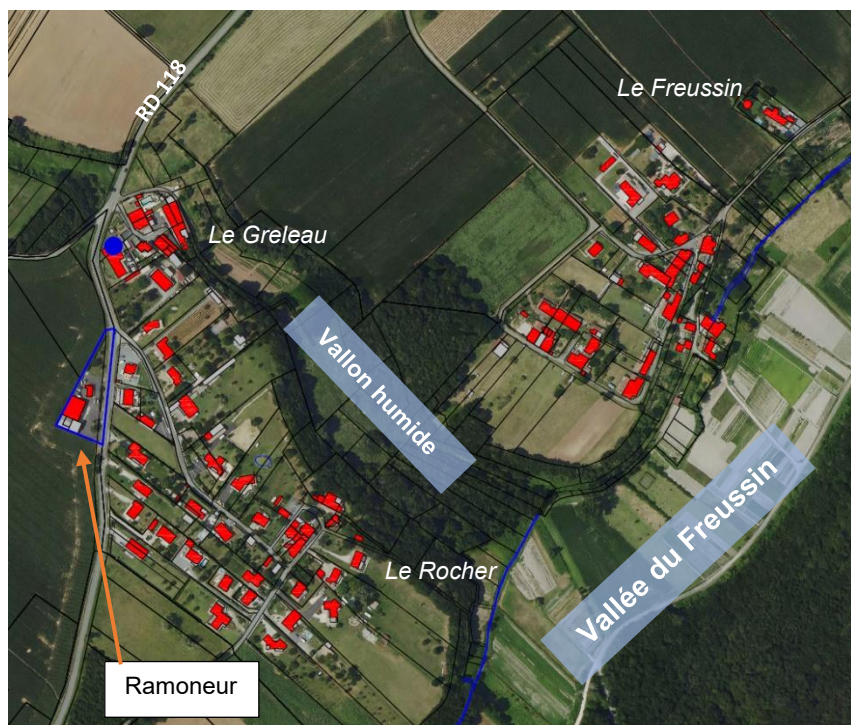 RD 118
Le Freussin
Le Greleau
Vallon humide
Vallée du Freussin
Le Rocher
Ramoneur